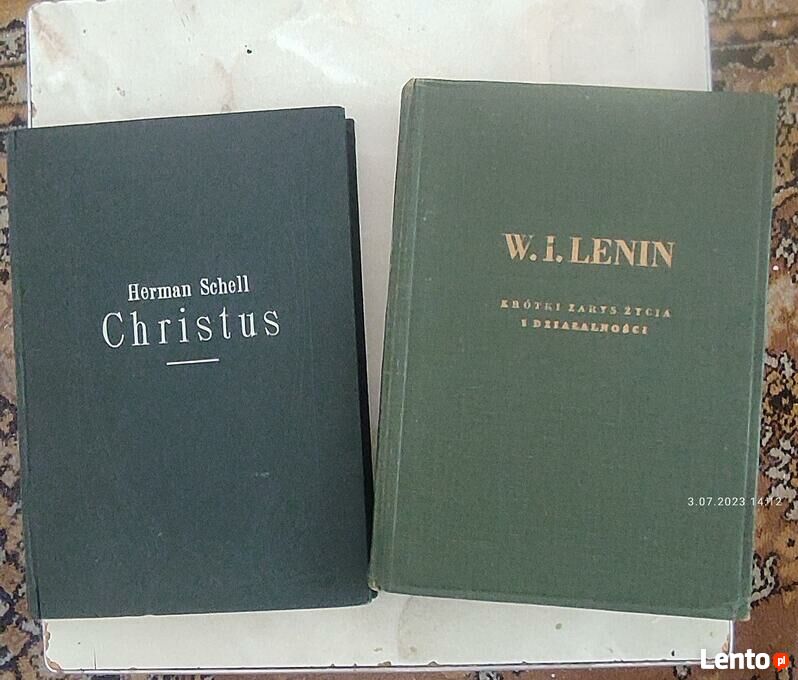 Herman Schell
Christus
W. I. LENIN
KRÓTKI ZARYS ŻYCIA
I DZIAŁALNOŚCI
3.07.2023 14:12
Lento.pl